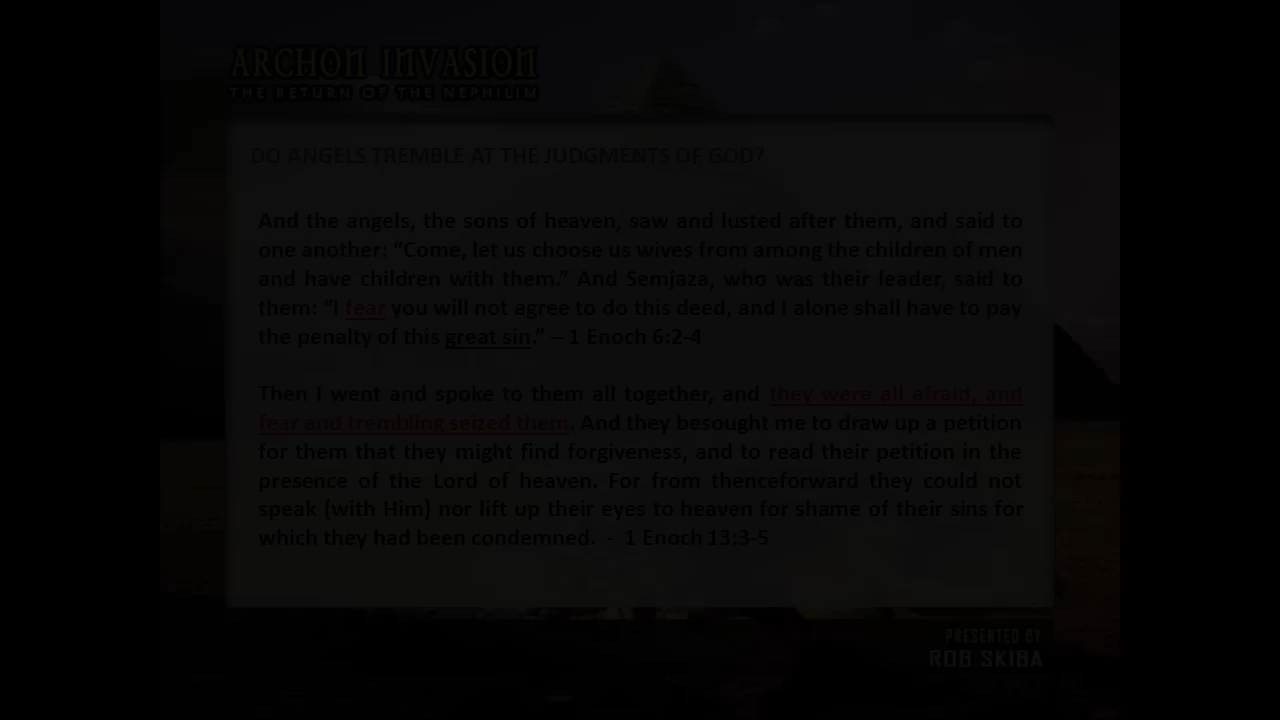 ARCHON INVASION
THE RETURN OF THE NEPHILIM
DO ANGELS TREMBLE AT THE JUDGMENTS OF GOD?
And the angels, the sons of heaven, saw and lusted after them, and said to
one another: “Come, let us choose us wives from among the children of men
and have children with them.” And Semjaza, who was their leader, said to
them: “I fear you will not agree to do this deed, and I alone shall have to pay
the penalty of this great sin.” – 1 Enoch 6:2-4
Then I went and spoke to them all together, and they were all afraid, and
fear and trembling seized them. And they besought me to draw up a petition
for them that they might find forgiveness, and to read their petition in the
presence of the Lord of heaven. For from thenceforward they could not
speak (with Him) nor lift up their eyes to heaven for shame of their sins for
which they had been condemned. - 1 Enoch 13:3-5
PRESENTED BY
ROB SKIBA